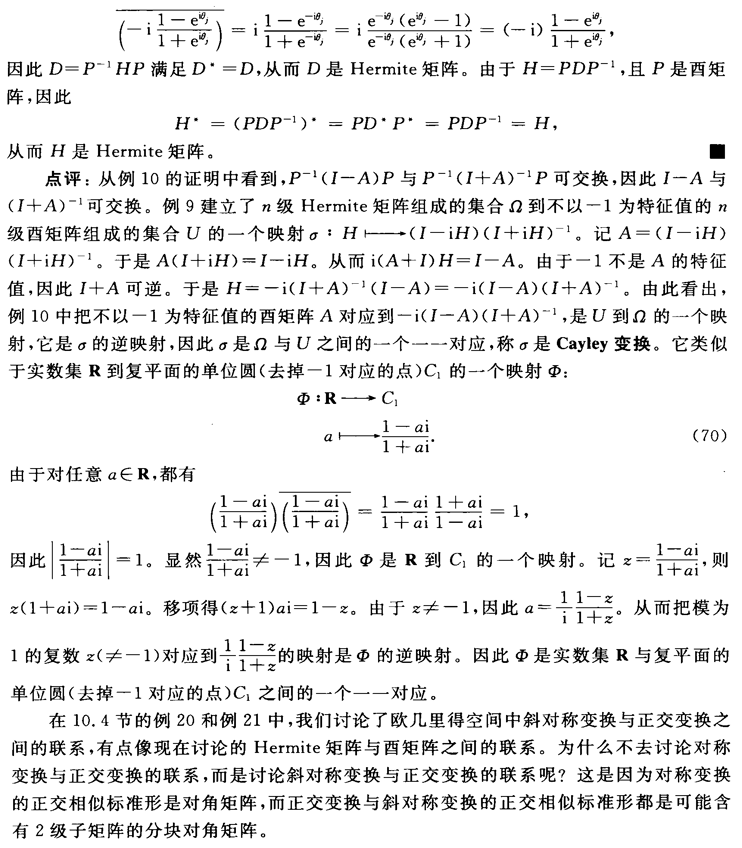 $\overline{\left(-\mathrm{i}\frac{1-e^{\mathrm{i}\theta_j}}{1+e^{\mathrm{i}\theta_j}}\right)} = \mathrm{i}\frac{1-e^{-\mathrm{i}\theta_j}}{1+e^{-\mathrm{i}\theta_j}} = \mathrm{i}\frac{e^{-\mathrm{i}\theta_j}(e^{\mathrm{i}\theta_j}-1)}{e^{-\mathrm{i}\theta_j}(e^{\mathrm{i}\theta_j}+1)} = (-\mathrm{i})\frac{1-e^{\mathrm{i}\theta_j}}{1+e^{\mathrm{i}\theta_j}},$
因此 $D=P^{-1}HP$ 满足 $D^*=D$,从而 $D$ 是 Hermite 矩阵。由于 $H=PDP^{-1}$,且 $P$ 是酉矩
阵,因此
$H^* = (PDP^{-1})^* = PD^*P^* = PDP^{-1} = H,$
从而 $H$ 是 Hermite 矩阵。 ■
点评:从例 10 的证明中看到,$P^{-1}(I-A)P$ 与 $P^{-1}(I+A)^{-1}P$ 可交换,因此 $I-A$ 与
$(I+A)^{-1}$可交换。例 9 建立了 $n$ 级 Hermite 矩阵组成的集合 $\Omega$ 到不以$-1$ 为特征值的 $n$
级酉矩阵组成的集合 $U$ 的一个映射 $\sigma: H \longmapsto (I-\mathrm{i}H)(I+\mathrm{i}H)^{-1}$。记 $A=(I-\mathrm{i}H)$
$(I+\mathrm{i}H)^{-1}$。于是 $A(I+\mathrm{i}H)=I-\mathrm{i}H$。从而 $\mathrm{i}(A+I)H=I-A$。由于$-1$ 不是 $A$ 的特征
值,因此 $I+A$ 可逆。于是 $H=-\mathrm{i}(I+A)^{-1}(I-A)=-\mathrm{i}(I-A)(I+A)^{-1}$。由此看出,
例 10 中把不以$-1$ 为特征值的酉矩阵 $A$ 对应到$-\mathrm{i}(I-A)(I+A)^{-1}$,是 $U$ 到 $\Omega$ 的一个映
射,它是 $\sigma$ 的逆映射,因此 $\sigma$ 是 $\Omega$ 与 $U$ 之间的一个一一对应,称 $\sigma$ 是 Cayley 变换。它类似
于实数集 $\mathbf{R}$ 到复平面的单位圆(去掉$-1$ 对应的点)$C_1$ 的一个映射 $\Phi$:
$\Phi: \mathbf{R} \longrightarrow C_1$
$a \longmapsto \frac{1-a\mathrm{i}}{1+a\mathrm{i}}.$ (70)
由于对任意 $a\in\mathbf{R}$,都有
$\left(\frac{1-a\mathrm{i}}{1+a\mathrm{i}}\right)\overline{\left(\frac{1-a\mathrm{i}}{1+a\mathrm{i}}\right)} = \frac{1-a\mathrm{i}}{1+a\mathrm{i}}\frac{1+a\mathrm{i}}{1-a\mathrm{i}} = 1,$
因此$\left|\frac{1-a\mathrm{i}}{1+a\mathrm{i}}\right|=1$。显然$\frac{1-a\mathrm{i}}{1+a\mathrm{i}}\neq-1$,因此 $\Phi$ 是 $\mathbf{R}$ 到 $C_1$ 的一个映射。记 $z=\frac{1-a\mathrm{i}}{1+a\mathrm{i}}$,则
$z(1+a\mathrm{i})=1-a\mathrm{i}$。移项得$(z+1)a\mathrm{i}=1-z$。由于 $z\neq-1$,因此 $a=\frac{1}{\mathrm{i}}\frac{1-z}{1+z}$。从而把模为
1 的复数 $z(\neq-1)$对应到$\frac{1}{\mathrm{i}}\frac{1-z}{1+z}$的映射是 $\Phi$ 的逆映射。因此 $\Phi$ 是实数集 $\mathbf{R}$ 与复平面的
单位圆(去掉$-1$ 对应的点)$C_1$ 之间的一个一一对应。
在 10.4 节的例 20 和例 21 中,我们讨论了欧几里得空间中斜对称变换与正交变换之
间的联系,有点像现在讨论的 Hermite 矩阵与酉矩阵之间的联系。为什么不去讨论对称
变换与正交变换的联系,而是讨论斜对称变换与正交变换的联系呢?这是因为对称变换
的正交相似标准形是对角矩阵,而正交变换与斜对称变换的正交相似标准形都是可能含
有 2 级子矩阵的分块对角矩阵。